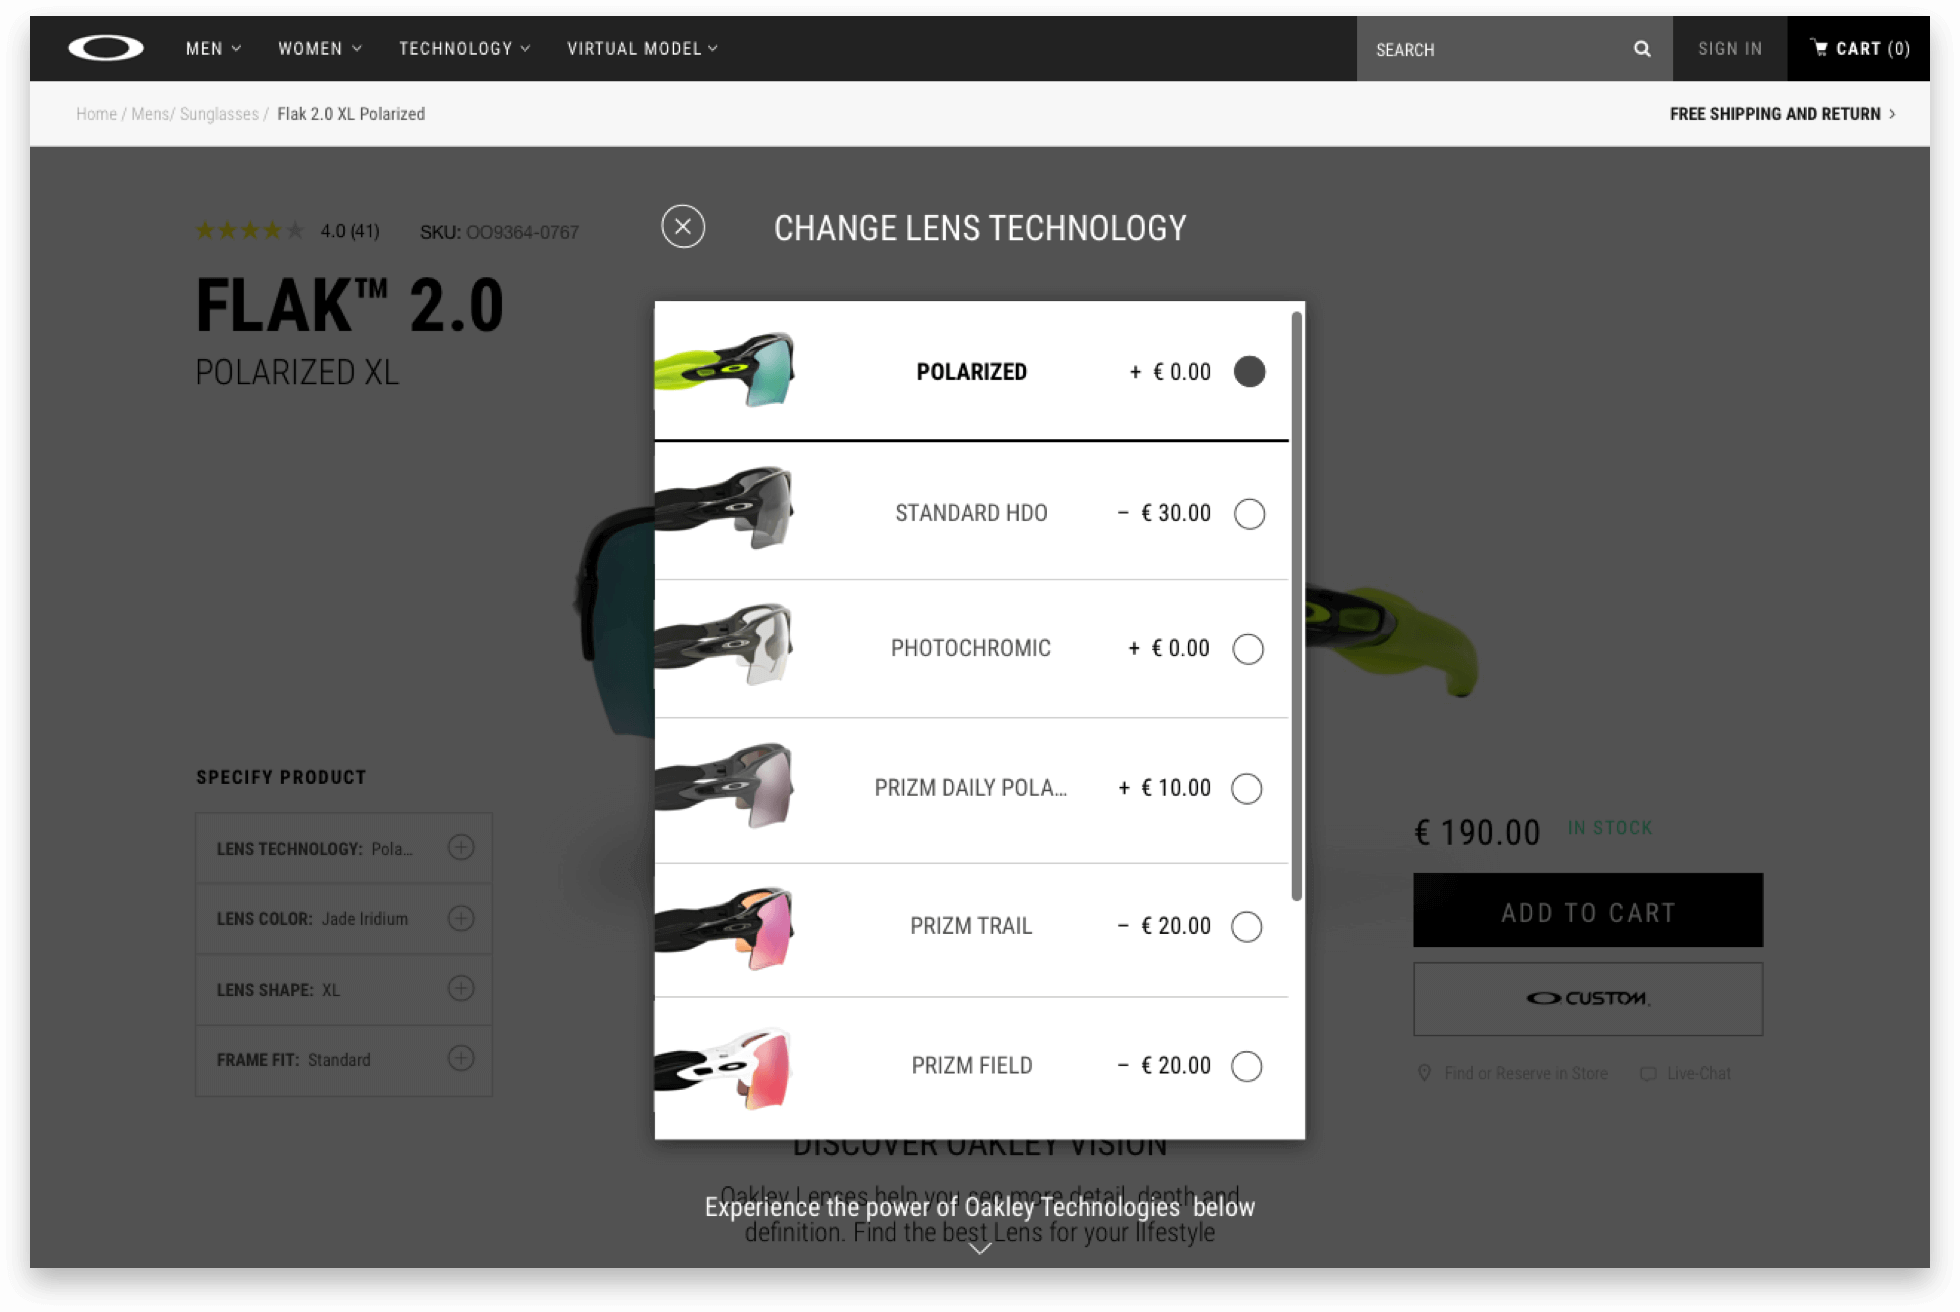 MEN WOMEN TECHNOLOGY VIRTUAL MODEL SEARCH SIGN IN CART (0)
Home / Mens/ Sunglasses / Flak 2.0 XL Polarized FREE SHIPPING AND RETURN >
4.0 (41) SKU: OO9364-0767
FLAK™ 2.0
POLARIZED XL
CHANGE LENS TECHNOLOGY
POLARIZED + € 0.00
STANDARD HDO – € 30.00
PHOTOCHROMIC + € 0.00
PRIZM DAILY POLA... + € 10.00
PRIZM TRAIL – € 20.00
PRIZM FIELD – € 20.00
SPECIFY PRODUCT
LENS TECHNOLOGY: Pola...
LENS COLOR: Jade Iridium
LENS SHAPE: XL
FRAME FIT: Standard
€ 190.00 IN STOCK
ADD TO CART
CUSTOM
Find or Reserve in Store Live-Chat
DISCOVER OAKLEY VISION
Oakley Lenses help you see more detail, depth and
Experience the power of Oakley Technologies below
definition. Find the best Lens for your lifestyle